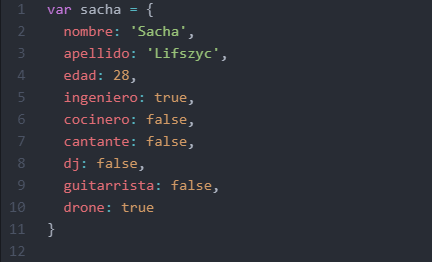 1 var sacha = {
2 nombre: 'Sacha',
3 apellido: 'Lifszyc',
4 edad: 28,
5 ingeniero: true,
6 cocinero: false,
7 cantante: false,
8 dj: false,
9 guitarrista: false,
10 drone: true
11 }
12